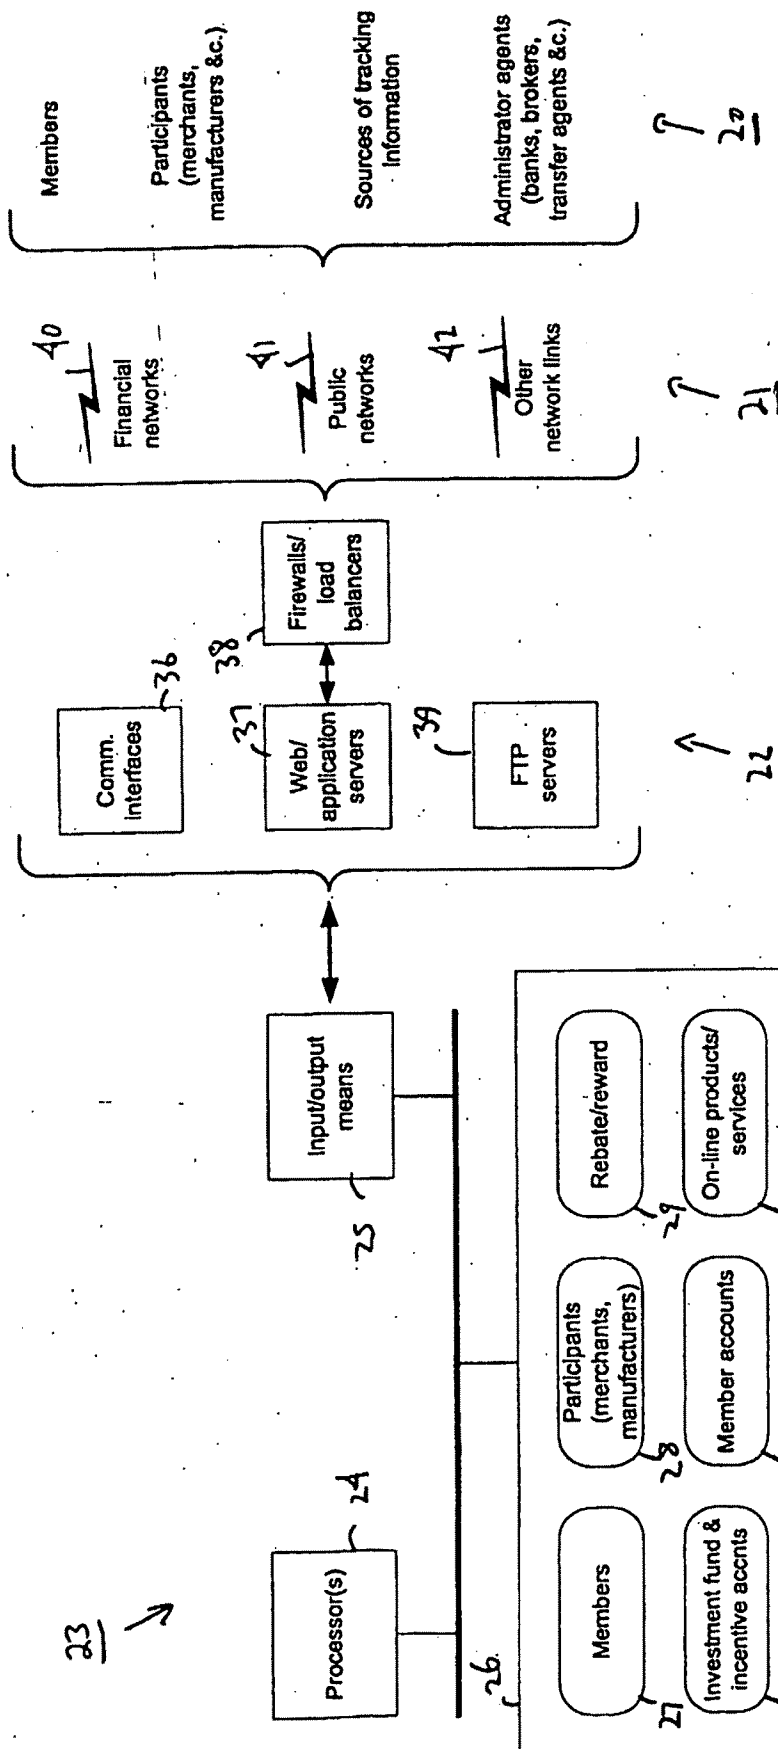 23
Processor(s)
24
Input/output
means
25
26
Members
27
Participants
(merchants,
manufacturers)
28
Rebate/reward
29
Investment fund &
incentive accnts
Member accounts
On-line products/
services
Comm.
interfaces
36
Web/
application
servers
37
Firewalls/
load
balancers
38
FTP
servers
39
22
Financial
networks
40
Public
networks
41
Other
network links
42
21
Members
Participants
(merchants,
manufacturers &c.)
Sources of tracking
information
Administrator agents
(banks, brokers,
transfer agents &c.)
20